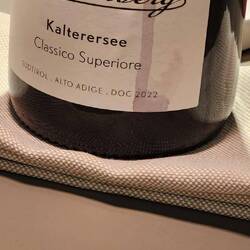 Kalterersee
Classico Superiore
SÜDTIROL . ALTO ADIGE . DOC 2022